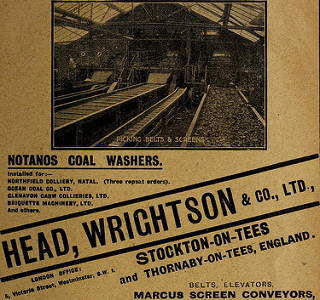 PICKING BELTS & SCREENS
NOTANOS COAL WASHERS.
Installed for:—
NORTHFIELD COLLIERY, NATAL. (Three repeat orders).
OCEAN COAL CO., LTD.
GLENAVON GARW COLLIERIES, LTD.
BRIQUETTE MACHINERY, LTD.
And others.
HEAD, WRIGHTSON & CO., LTD.,
STOCKTON-ON-TEES
and THORNABY-ON-TEES, ENGLAND.
LONDON OFFICE:
5, Victoria Street, Westminster, S.W. 1.
BELTS, ELEVATORS,
MARCUS SCREEN CONVEYORS,